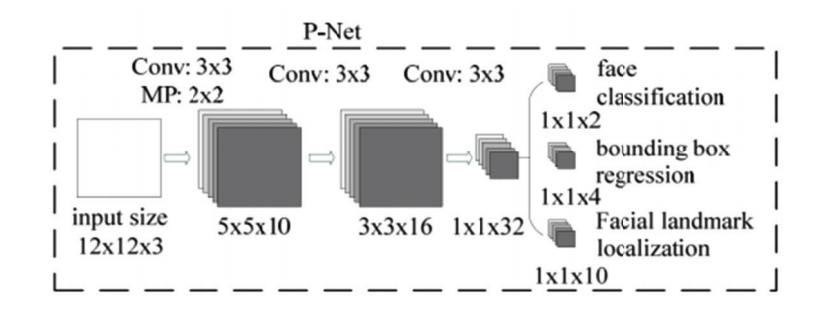 P-Net
Conv: 3x3
MP: 2x2
Conv: 3x3
Conv: 3x3
input size
12x12x3
5x5x10
3x3x16
1x1x32
face
classification
1x1x2
bounding box
regression
1x1x4
Facial landmark
localization
1x1x10